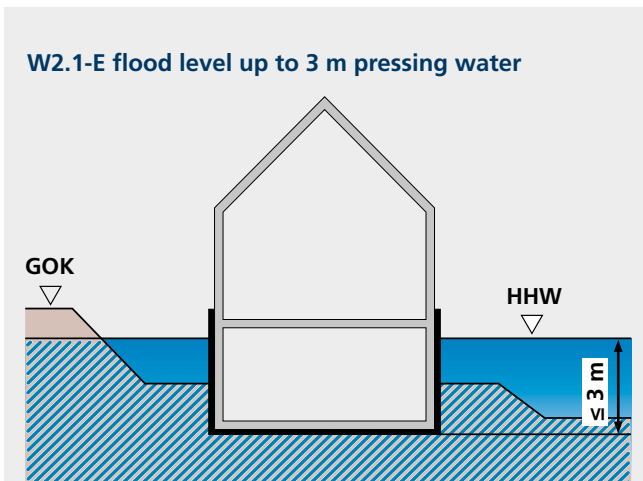 W2.1-E flood level up to 3 m pressing water
GOK
HHW
≤ 3 m